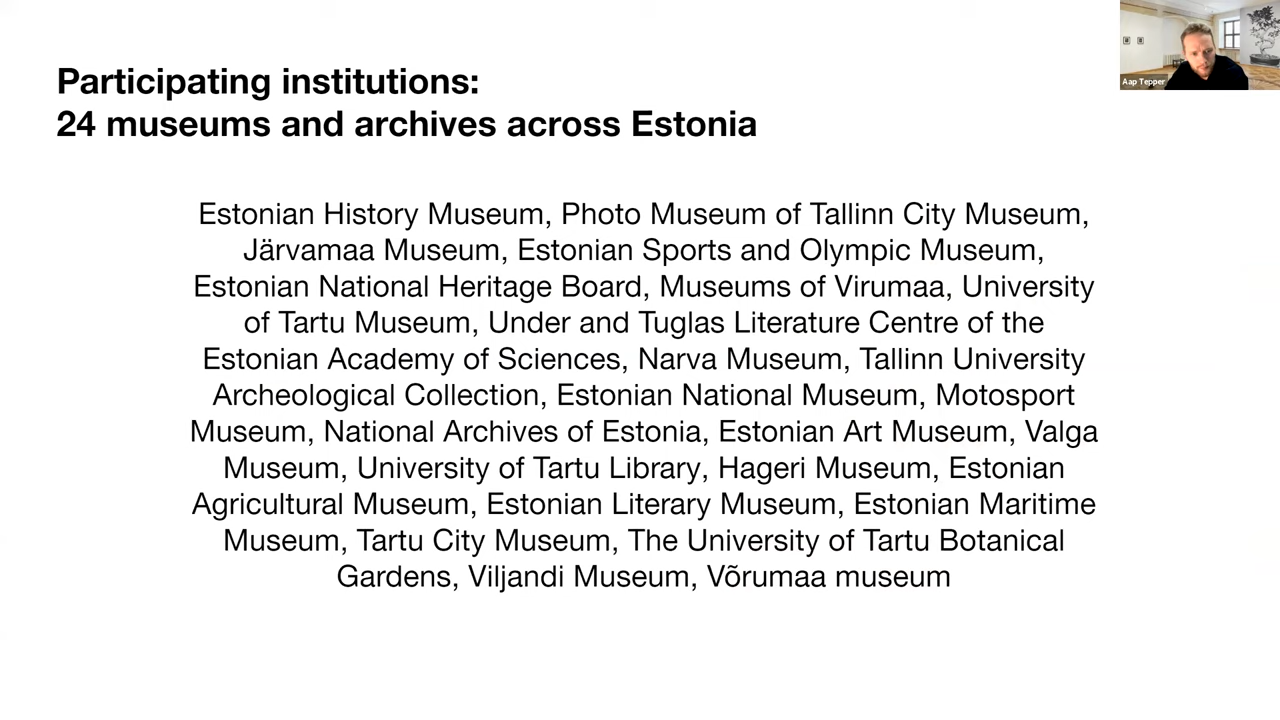 Participating institutions:
24 museums and archives across Estonia
Aap Tepper
Estonian History Museum, Photo Museum of Tallinn City Museum,
Järvamaa Museum, Estonian Sports and Olympic Museum,
Estonian National Heritage Board, Museums of Virumaa, University
of Tartu Museum, Under and Tuglas Literature Centre of the
Estonian Academy of Sciences, Narva Museum, Tallinn University
Archeological Collection, Estonian National Museum, Motosport
Museum, National Archives of Estonia, Estonian Art Museum, Valga
Museum, University of Tartu Library, Hageri Museum, Estonian
Agricultural Museum, Estonian Literary Museum, Estonian Maritime
Museum, Tartu City Museum, The University of Tartu Botanical
Gardens, Viljandi Museum, Võrumaa museum